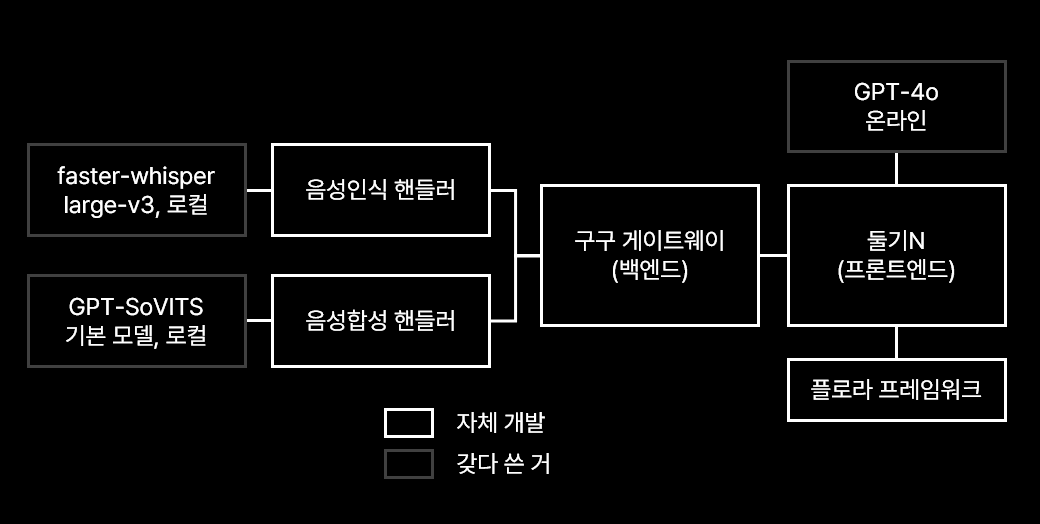 GPT-4o
온라인
faster-whisper
large-v3, 로컬
음성인식 핸들러
구구 게이트웨이
(백엔드)
둘기N
(프론트엔드)
GPT-SoVITS
기본 모델, 로컬
음성합성 핸들러
플로라 프레임워크
자체 개발
갖다 쓴 거